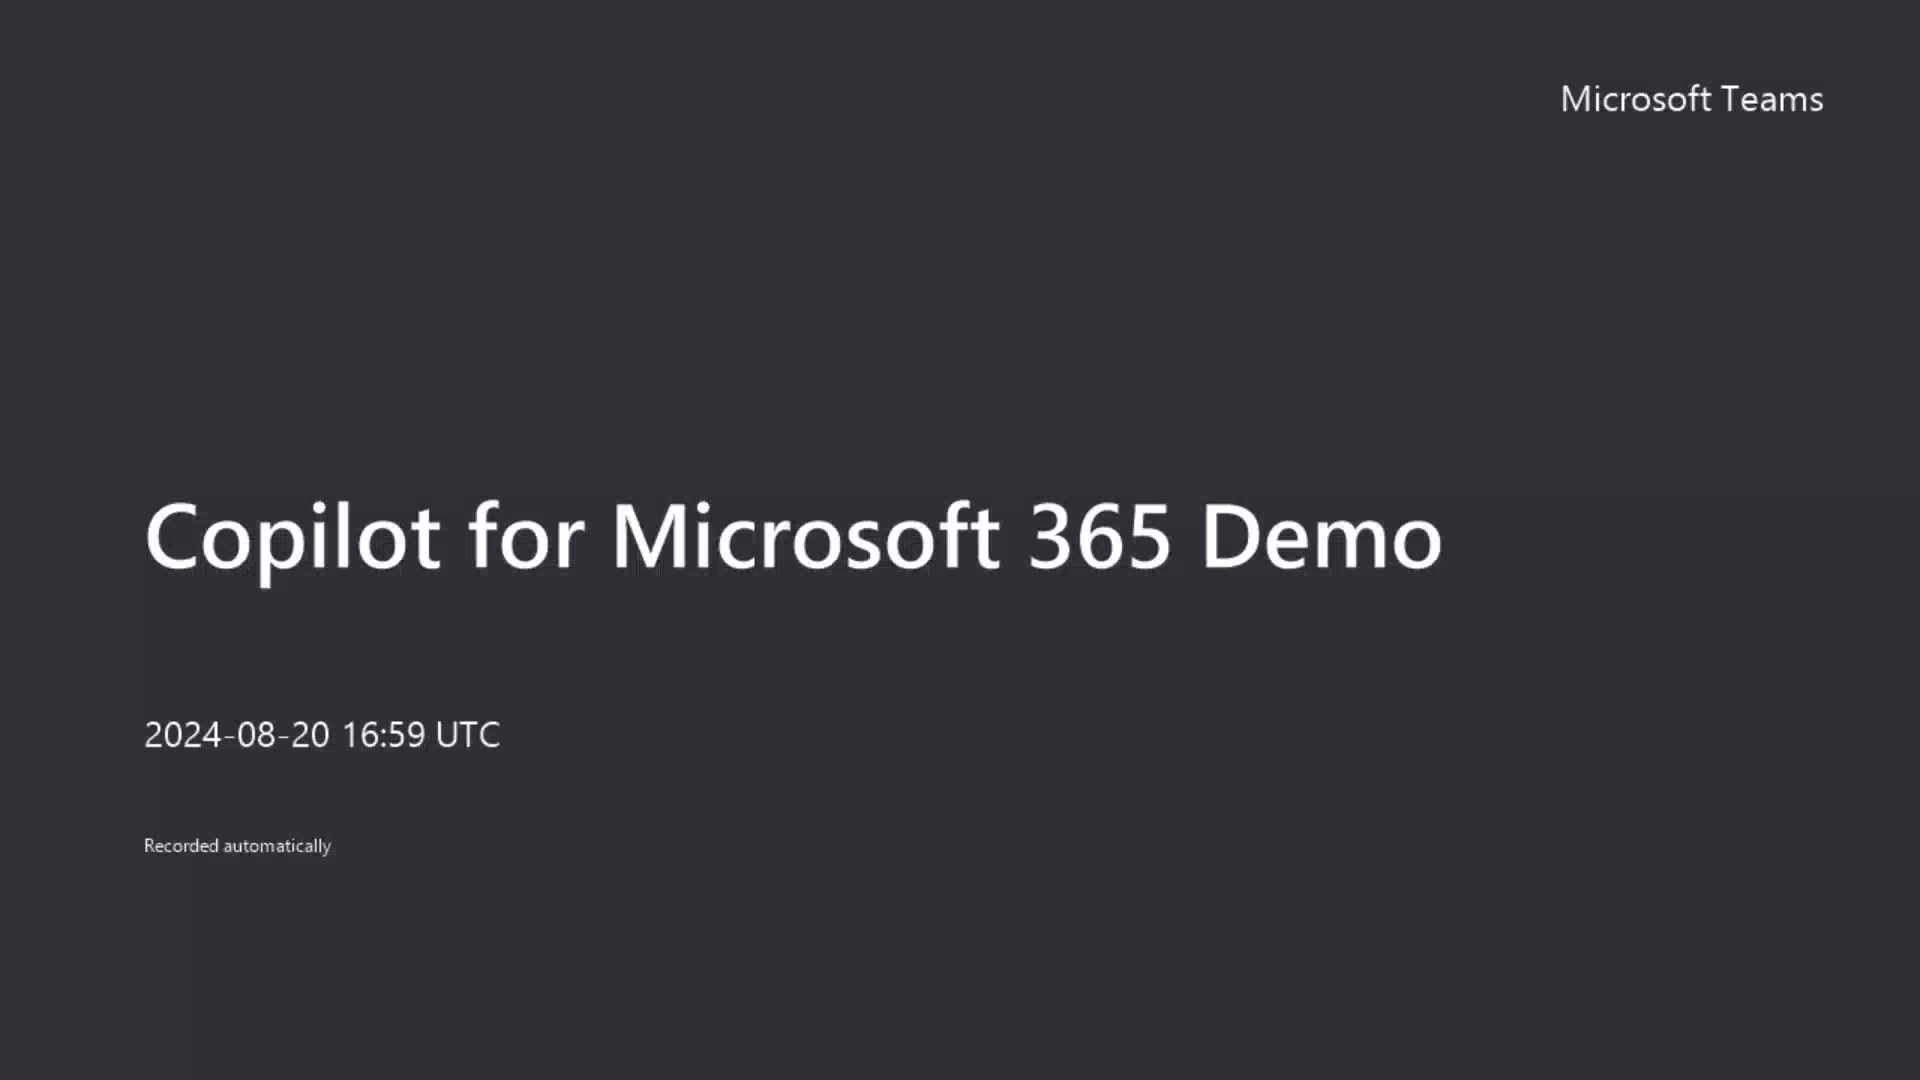 Microsoft Teams
Copilot for Microsoft 365 Demo
2024-08-20 16:59 UTC
Recorded automatically